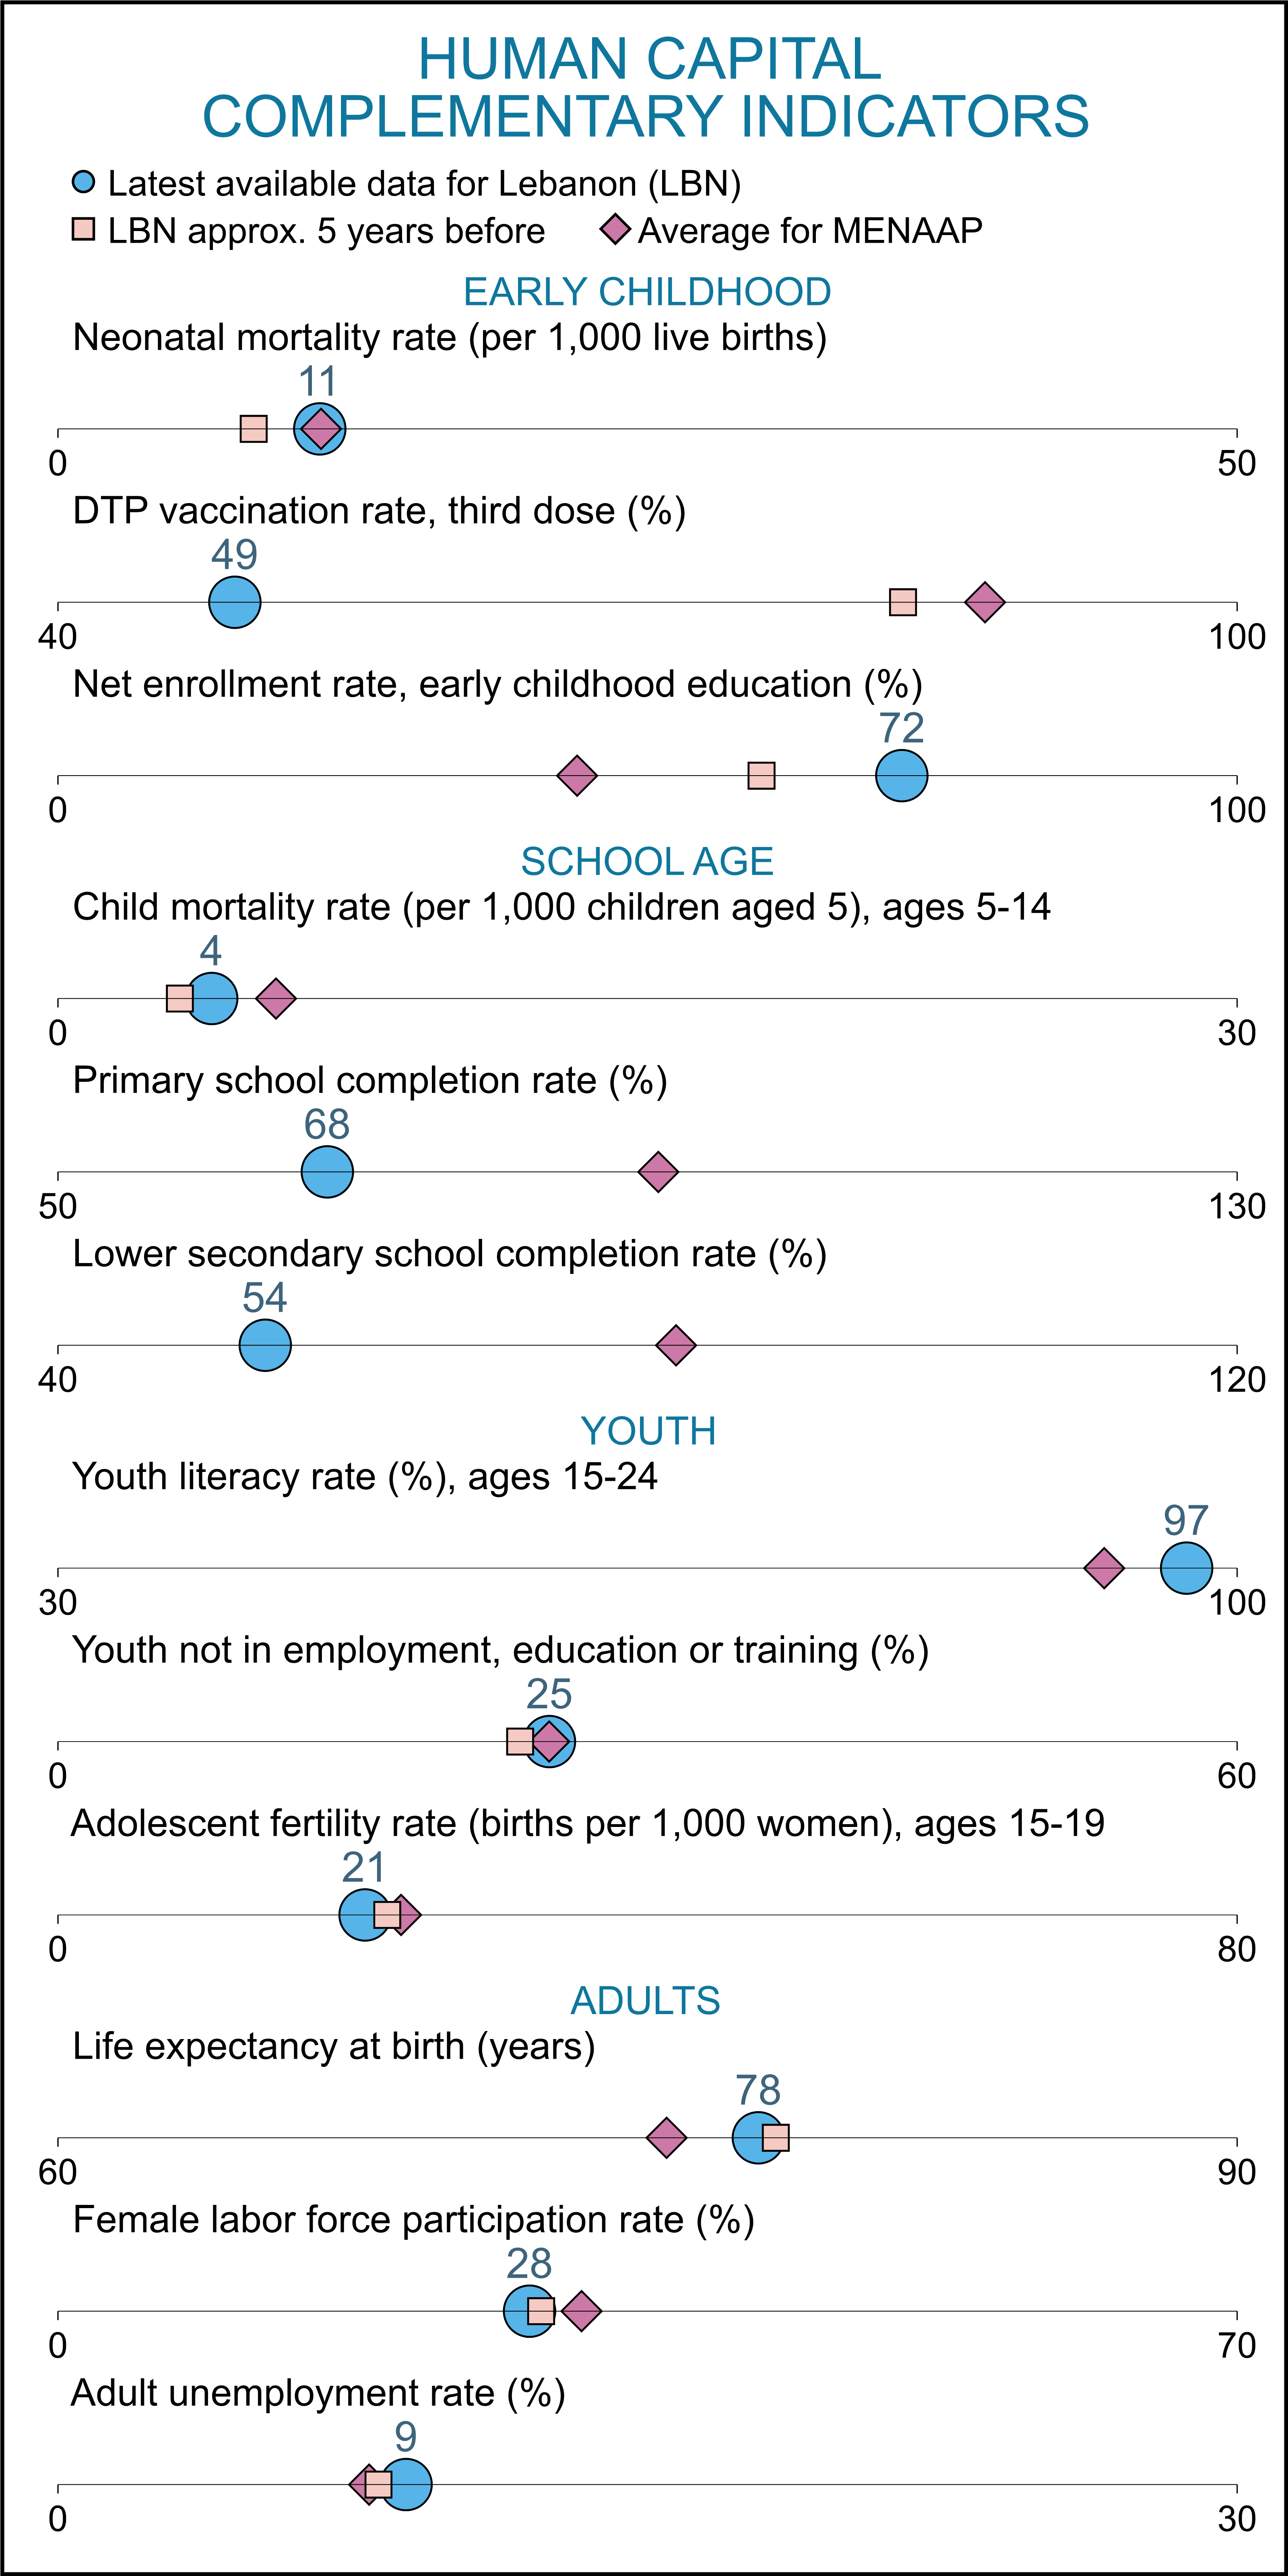 HUMAN CAPITAL
COMPLEMENTARY INDICATORS
Latest available data for Lebanon (LBN)
LBN approx. 5 years before Average for MENAAP
EARLY CHILDHOOD
Neonatal mortality rate (per 1,000 live births)
11
0 50
DTP vaccination rate, third dose (%)
49
40 100
Net enrollment rate, early childhood education (%)
72
0 100
SCHOOL AGE
Child mortality rate (per 1,000 children aged 5), ages 5-14
4
0 30
Primary school completion rate (%)
68
50 130
Lower secondary school completion rate (%)
54
40 120
YOUTH
Youth literacy rate (%), ages 15-24
97
30 100
Youth not in employment, education or training (%)
25
0 60
Adolescent fertility rate (births per 1,000 women), ages 15-19
21
0 80
ADULTS
Life expectancy at birth (years)
78
60 90
Female labor force participation rate (%)
28
0 70
Adult unemployment rate (%)
9
0 30